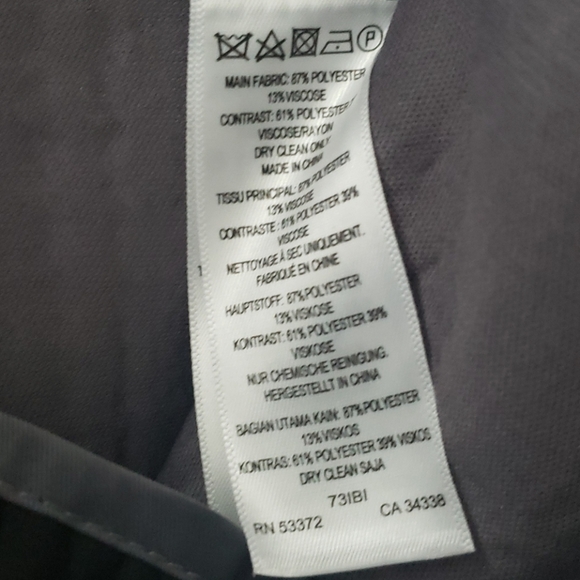 P
MAIN FABRIC: 87% POLYESTER
13% VISCOSE
CONTRAST: 61% POLYESTER
VISCOSE/RAYON
DRY CLEAN ONLY
MADE IN CHINA
TISSU PRINCIPAL: 87% POLYESTER
13% VISCOSE
CONTRASTE: 61% POLYESTER 39%
VISCOSE
NETTOYAGE À SEC UNIQUEMENT.
FABRIQUÉ EN CHINE
HAUPTSTOFF: 87% POLYESTER
13% VISKOSE
KONTRAST: 61% POLYESTER 39%
VISKOSE
NUR CHEMISCHE REINIGUNG.
HERGESTELLT IN CHINA
BAGIAN UTAMA KAIN: 87% POLYESTER
13% VISKOS
KONTRAS: 61% POLYESTER 39% VISKOS
DRY CLEAN SAJA
73IBI
RN 53372 CA 34338